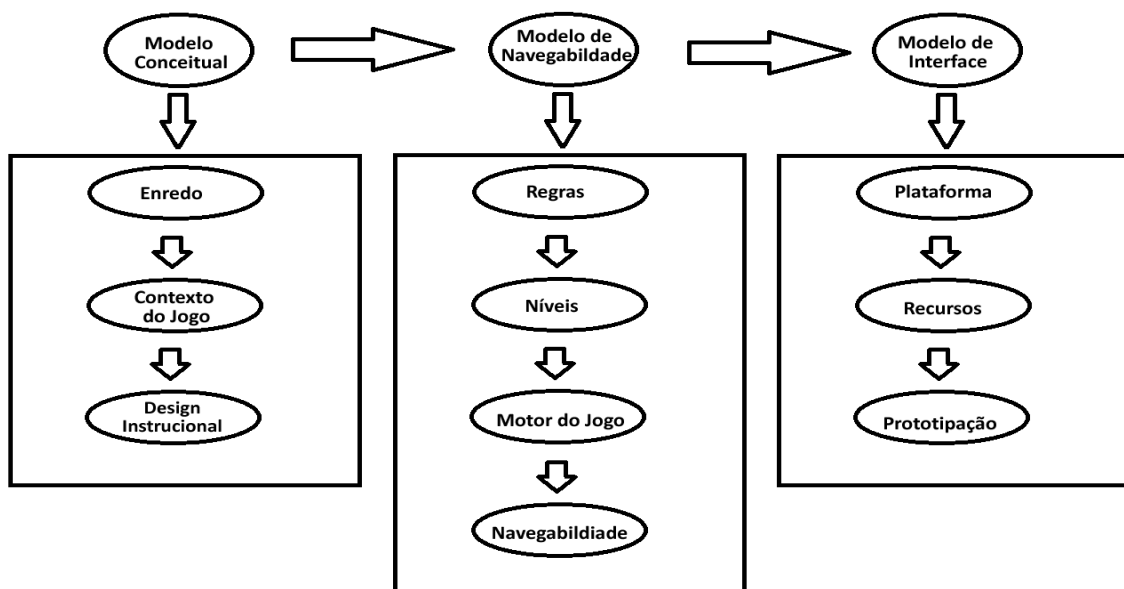 Modelo
Conceitual
Modelo de
Navegabildade
Modelo de
Interface
Enredo
Contexto
do Jogo
Design
Instrucional
Regras
Níveis
Motor do Jogo
Navegabildiade
Plataforma
Recursos
Prototipação